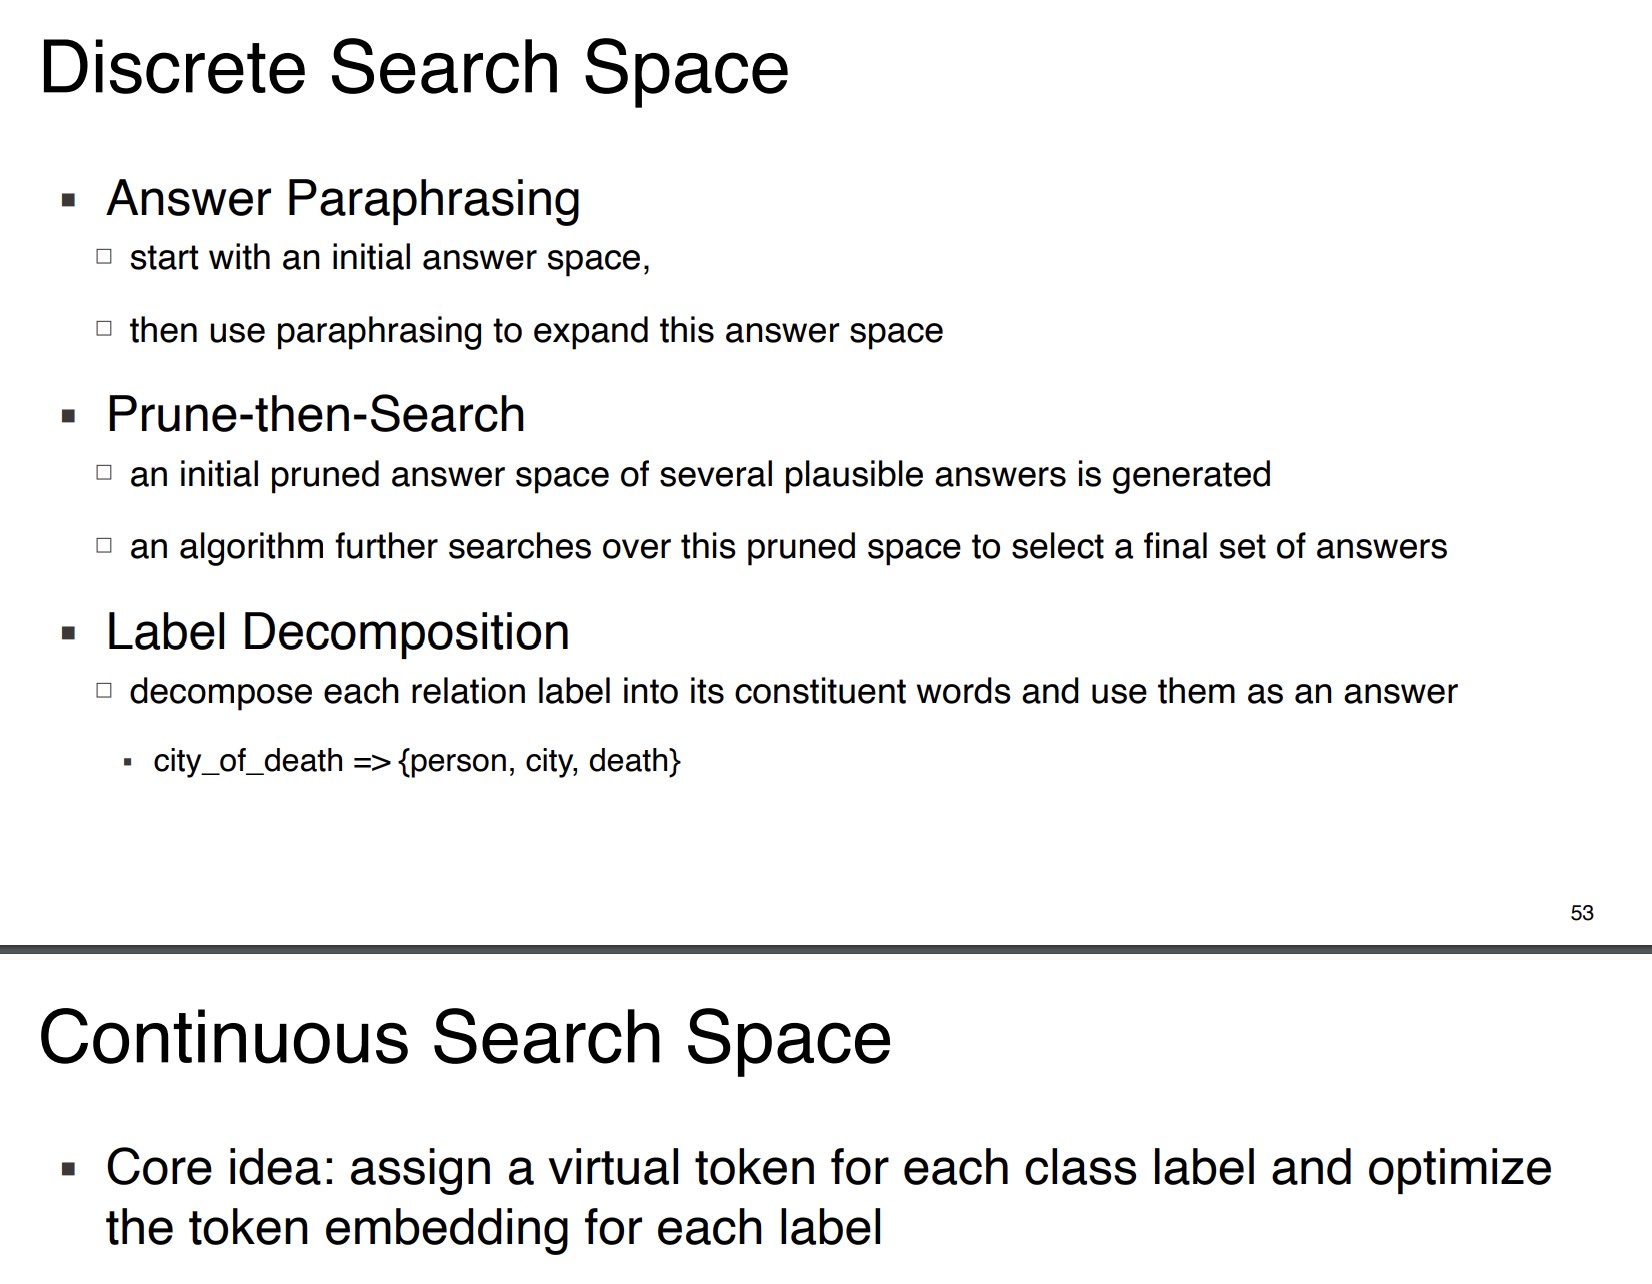 Discrete Search Space
▪ Answer Paraphrasing
□ start with an initial answer space,
□ then use paraphrasing to expand this answer space
▪ Prune-then-Search
□ an initial pruned answer space of several plausible answers is generated
□ an algorithm further searches over this pruned space to select a final set of answers
▪ Label Decomposition
□ decompose each relation label into its constituent words and use them as an answer
▪ city_of_death => {person, city, death}
53
Continuous Search Space
▪ Core idea: assign a virtual token for each class label and optimize
the token embedding for each label